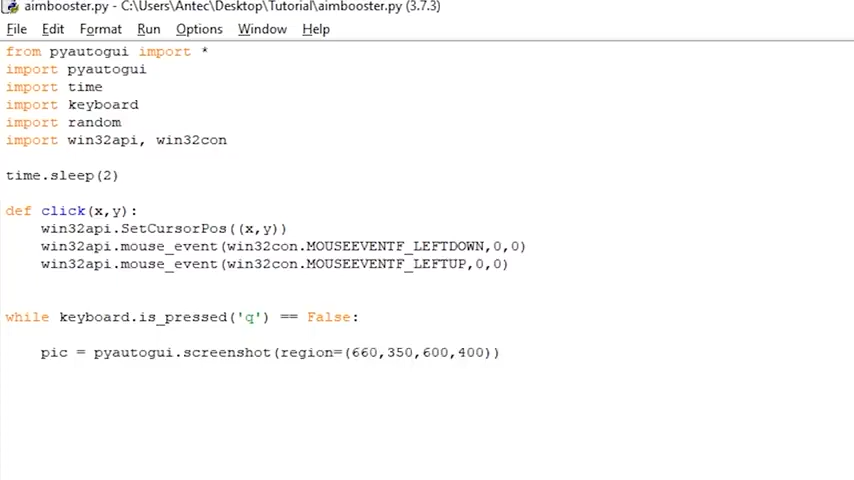 aimbooster.py - C:\Users\Antec\Desktop\Tutorial\aimbooster.py (3.7.3)
File Edit Format Run Options Window Help
from pyautogui import *
import pyautogui
import time
import keyboard
import random
import win32api, win32con
time.sleep(2)
def click(x,y):
    win32api.SetCursorPos((x,y))
    win32api.mouse_event(win32con.MOUSEEVENTF_LEFTDOWN,0,0)
    win32api.mouse_event(win32con.MOUSEEVENTF_LEFTUP,0,0)
while keyboard.is_pressed('q') == False:
    pic = pyautogui.screenshot(region=(660,350,600,400))